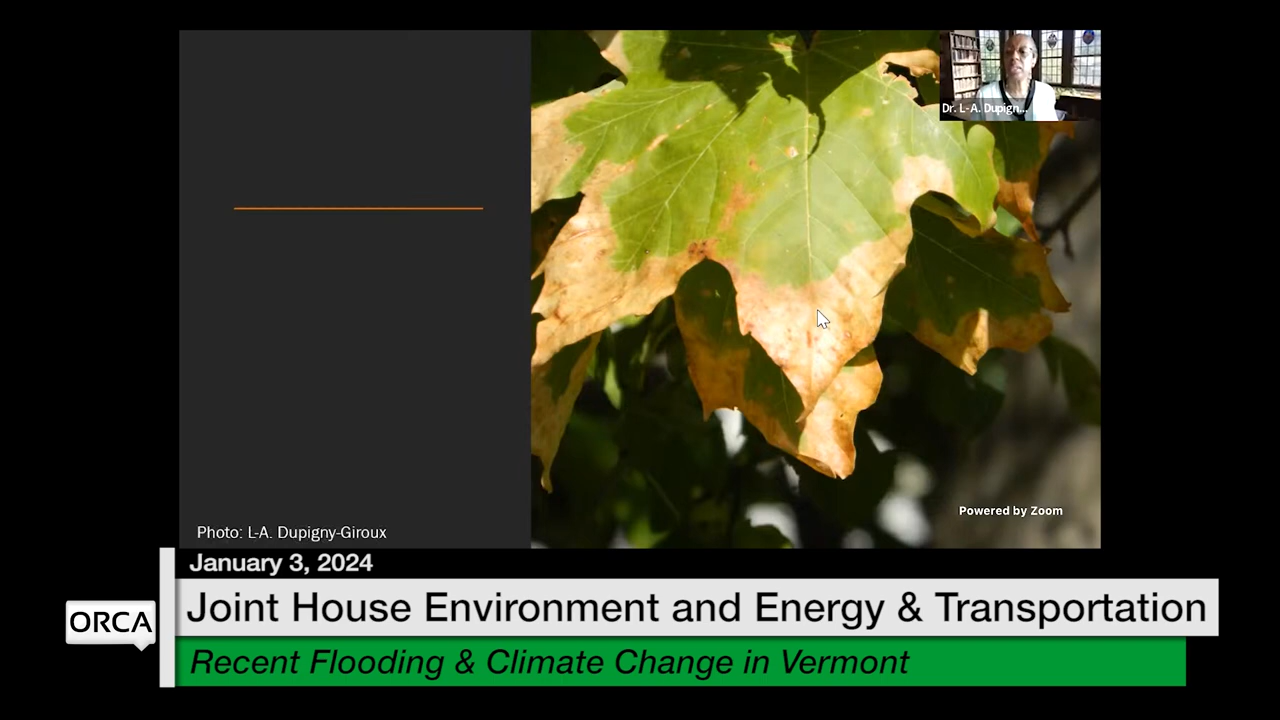 Dr. L-A. Dupign...
Powered by Zoom
Photo: L-A. Dupigny-Giroux
January 3, 2024
ORCA
Joint House Environment and Energy & Transportation
Recent Flooding & Climate Change in Vermont